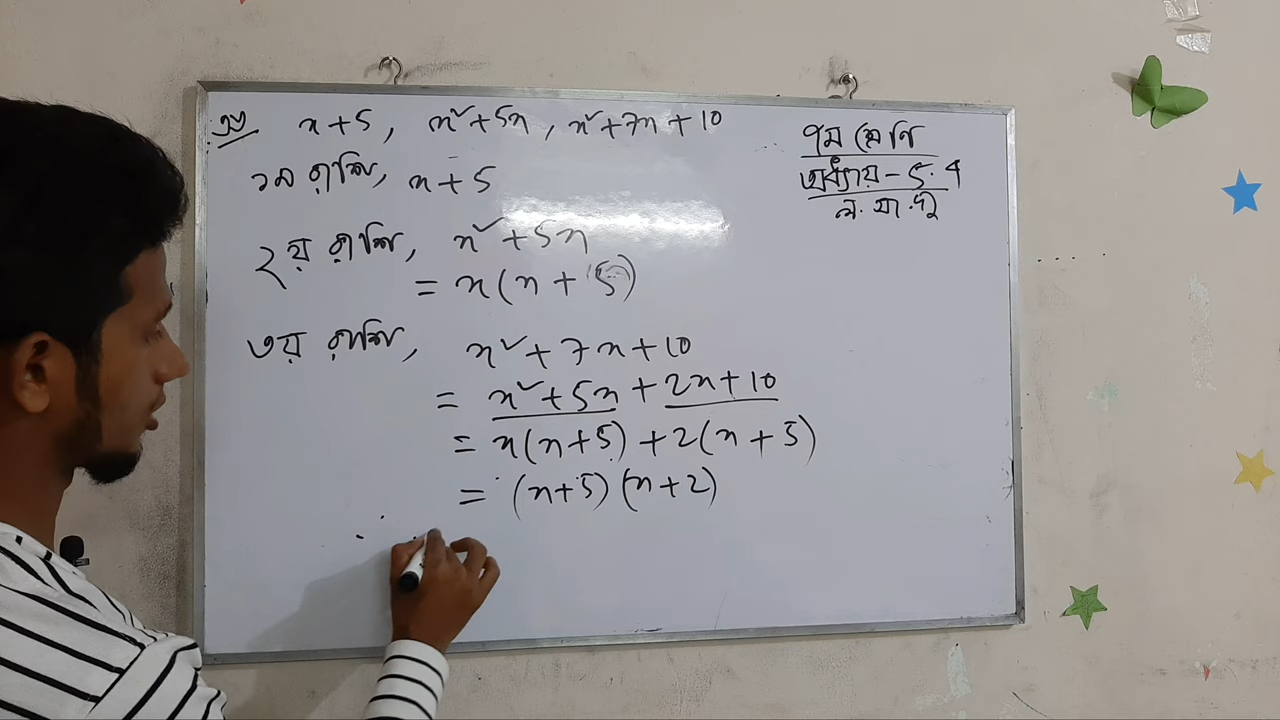 x+5, x²+5x, x²+7x+10
১ম রাশি, x+5
২য় রাশি, x²+5x
= x(x+5)
৩য় রাশি, x²+7x+10
= x²+5x+2x+10
= x(x+5)+2(x+5)
= (x+5)(x+2)
∴
৭ম শ্রেণি
অধ্যায়-৫.৪
ল.সা.গু